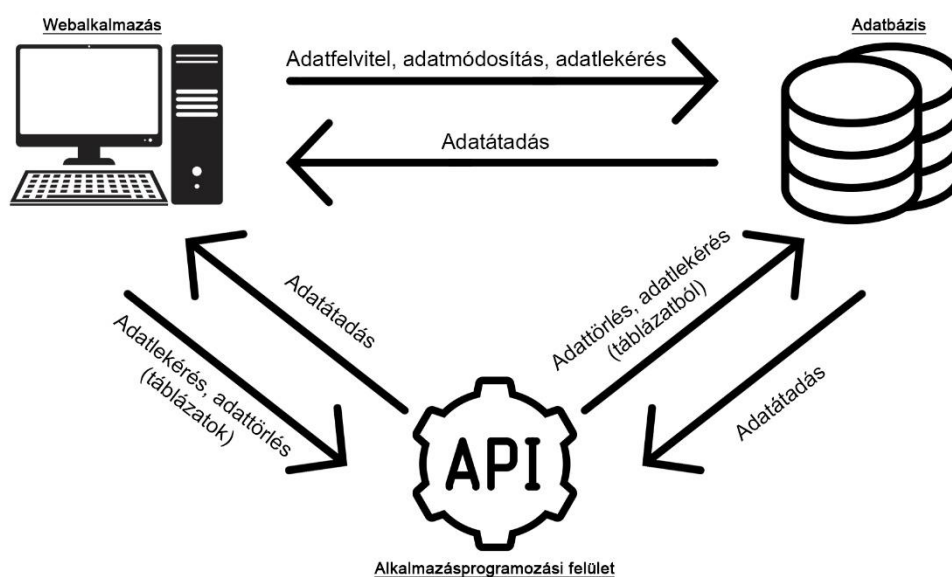 Webalkalmazás
Adatbázis
Adatfelvitel, adatmódosítás, adatlekérés
Adatátadás
Adatátadás
Adatlekérés, adattörlés
(táblázatok)
Adattörlés, adatlekérés
(táblázatból)
Adatátadás
API
Alkalmazásprogramozási felület